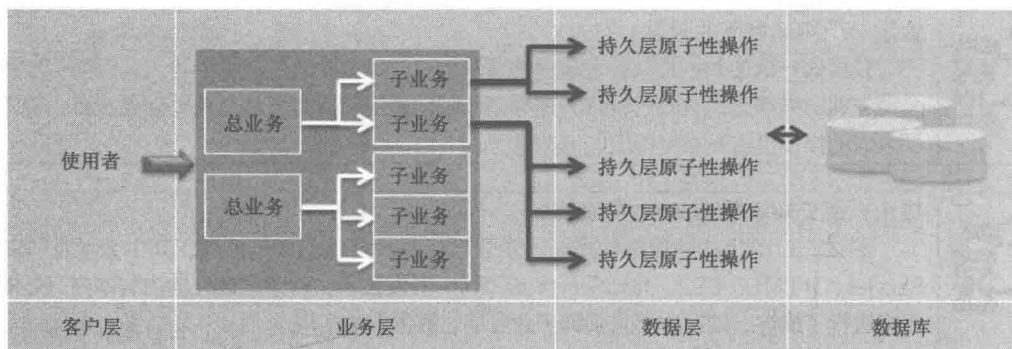 持久层原子性操作
子业务
持久层原子性操作
总业务
子业务
使用者
持久层原子性操作
子业务
总业务
子业务
持久层原子性操作
子业务
持久层原子性操作
客户层
业务层
数据层
数据库